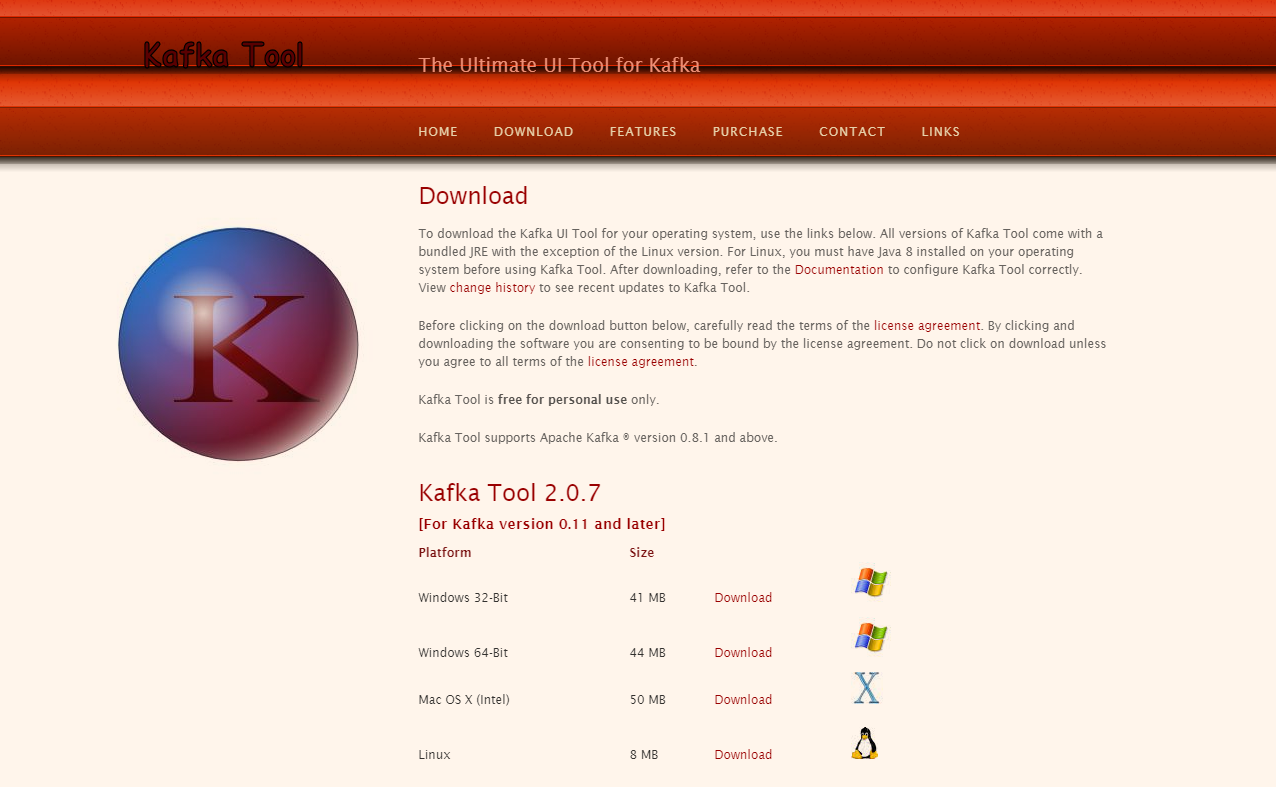 Kafka Tool
The Ultimate UI Tool for Kafka
HOME DOWNLOAD FEATURES PURCHASE CONTACT LINKS
Download
To download the Kafka UI Tool for your operating system, use the links below. All versions of Kafka Tool come with a
bundled JRE with the exception of the Linux version. For Linux, you must have Java 8 installed on your operating
system before using Kafka Tool. After downloading, refer to the Documentation to configure Kafka Tool correctly.
View change history to see recent updates to Kafka Tool.
K
Before clicking on the download button below, carefully read the terms of the license agreement. By clicking and
downloading the software you are consenting to be bound by the license agreement. Do not click on download unless
you agree to all terms of the license agreement.
Kafka Tool is free for personal use only.
Kafka Tool supports Apache Kafka ® version 0.8.1 and above.
Kafka Tool 2.0.7
[For Kafka version 0.11 and later]
Platform Size
Windows 32-Bit 41 MB Download
Windows 64-Bit 44 MB Download
Mac OS X (Intel) 50 MB Download X
Linux 8 MB Download